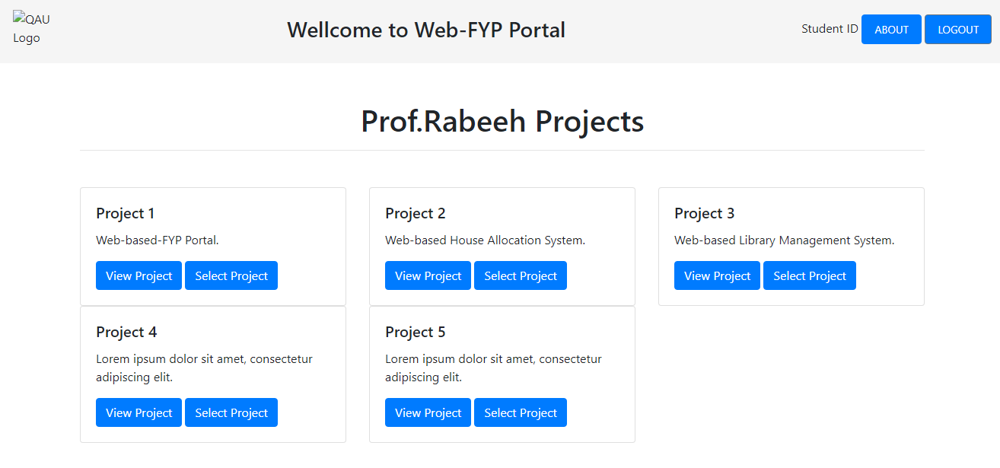 QAU
Logo
Wellcome to Web-FYP Portal
Student ID ABOUT LOGOUT
Prof.Rabeeh Projects
Project 1
Web-based-FYP Portal.
View Project Select Project
Project 2
Web-based House Allocation System.
View Project Select Project
Project 3
Web-based Library Management System.
View Project Select Project
Project 4
Lorem ipsum dolor sit amet, consectetur
adipiscing elit.
View Project Select Project
Project 5
Lorem ipsum dolor sit amet, consectetur
adipiscing elit.
View Project Select Project